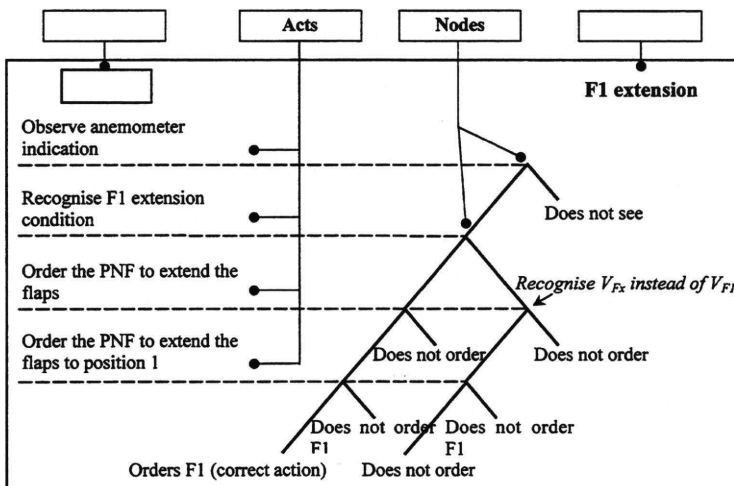 Acts
Nodes
F1 extension
Observe anemometer
indication
Does not see
Recognise F1 extension
condition
Order the PNF to extend the
flaps
Recognise V_Fx instead of V_F1
Order the PNF to extend the
flaps to position 1
Does not order
Does not order
Does not order
F1
Does not order
F1
Orders F1 (correct action)
Does not order